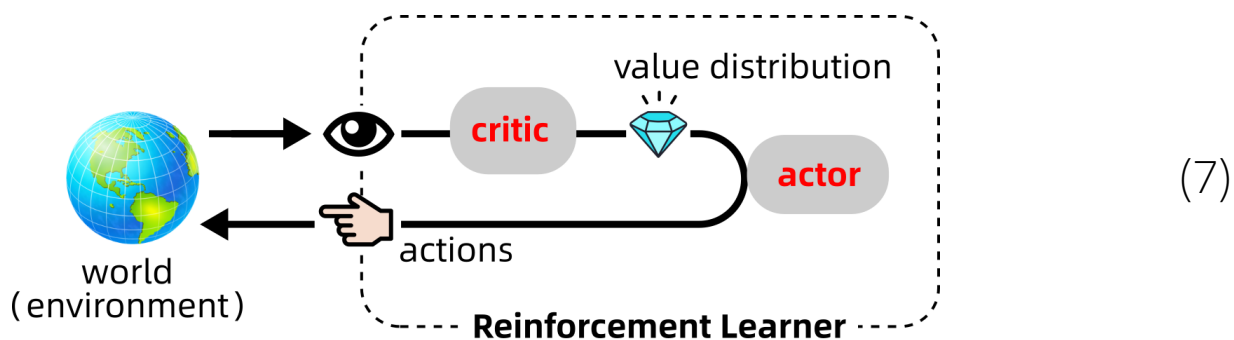 value distribution
critic
actor
(7)
actions
world
(environment)
Reinforcement Learner